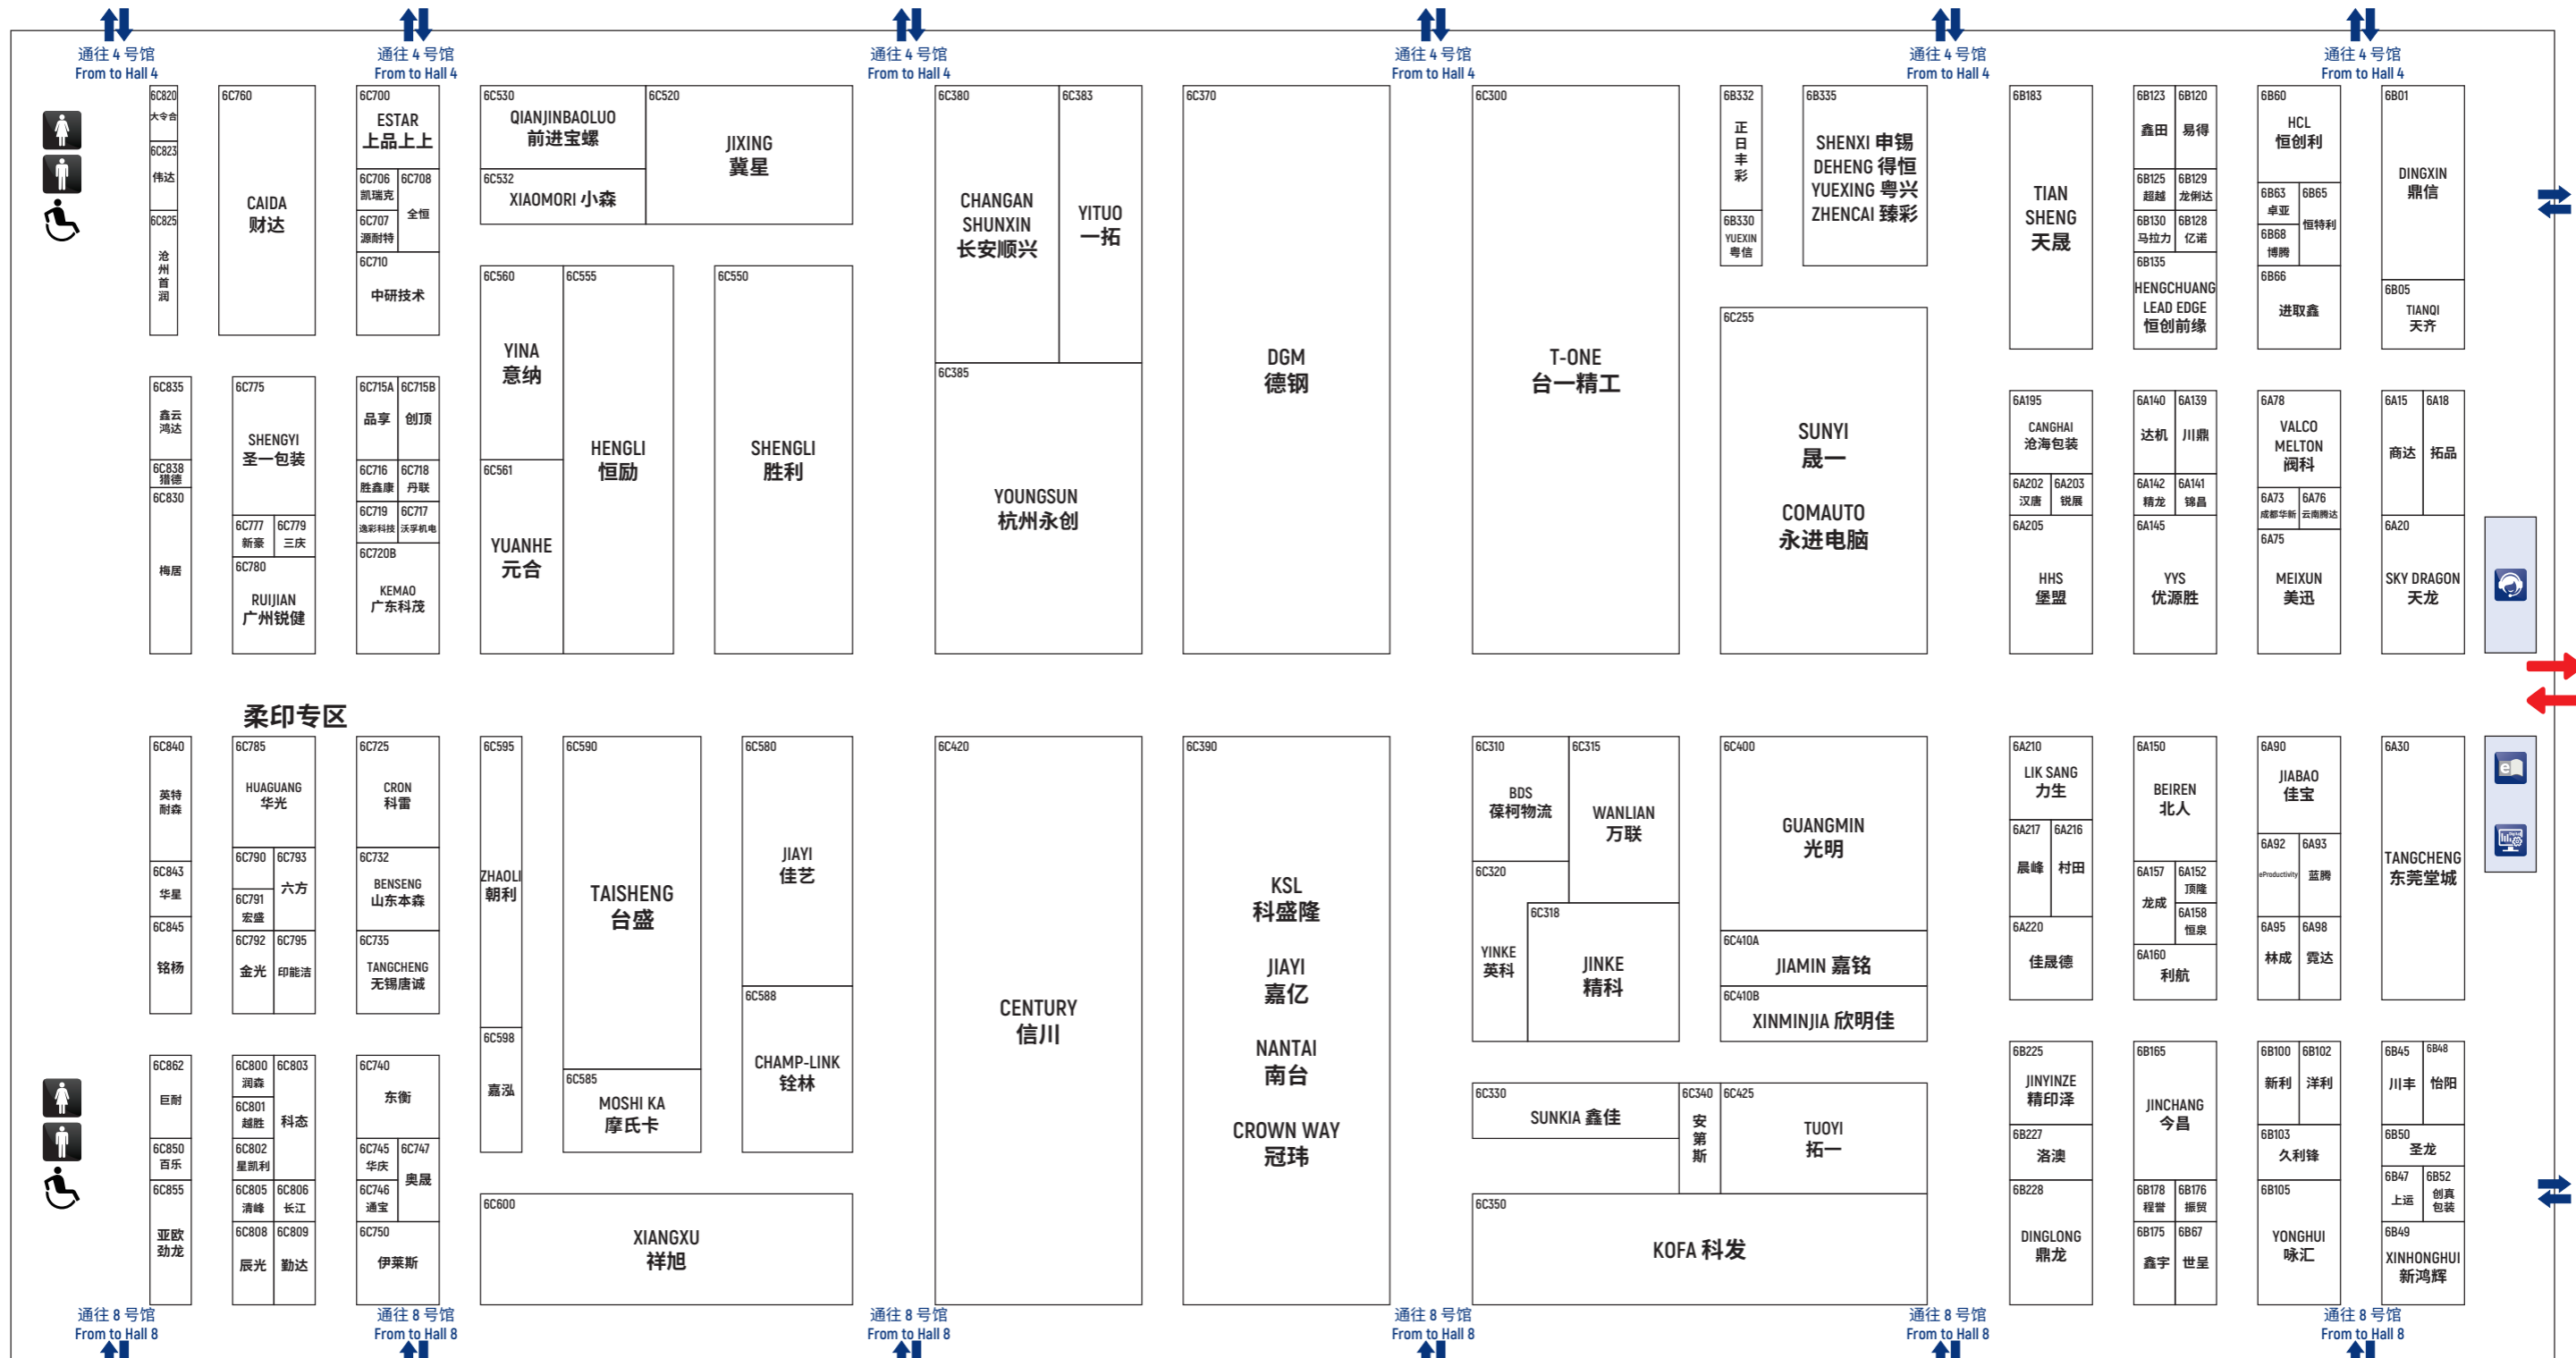 通往 4 号馆
From to Hall 4
通往 4 号馆
From to Hall 4
通往 4 号馆
From to Hall 4
通往 4 号馆
From to Hall 4
通往 4 号馆
From to Hall 4
通往 4 号馆
From to Hall 4
6C820
大令合
6C823
伟达
6C825
沧州首润
6C760
CAIDA
财达
6C700
ESTAR
上品上上
6C706
凯瑞克
6C708
全恒
6C707
源耐特
6C710
中研技术
6C530
QIANJINBAOLUO
前进宝螺
6C532
XIAOMORI 小森
6C520
JIXING
冀星
6C560
YINA
意纳
6C555
HENGLI
恒励
6C561
YUANHE
元合
6C550
SHENGLI
胜利
6C380
CHANGAN
SHUNXIN
长安顺兴
6C383
YITUO
一拓
6C385
YOUNGSUN
杭州永创
6C370
DGM
德钢
6C300
T-ONE
台一精工
6B332
正日丰彩
6B330
YUEXIN
粤信
6B335
SHENXI 申锡
DEHENG 得恒
YUEXING 粤兴
ZHENCAI 臻彩
6C255
SUNYI
晟一
COMAUTO
永进电脑
6B183
TIAN
SHENG
天晟
6B123
鑫田
6B120
易得
6B125
超越
6B129
龙俐达
6B130
马拉力
6B128
亿诺
6B135
HENGCHUANG
LEAD EDGE
恒创前缘
6B60
HCL
恒创利
6B63
卓亚
6B65
恒特利
6B68
博腾
6B66
进取鑫
6B01
DINGXIN
鼎信
6B05
TIANQI
天齐
6C835
鑫云
鸿达
6C838
猎德
6C830
梅居
6C775
SHENGYI
圣一包装
6C777
新豪
6C779
三庆
6C780
RUIJIAN
广州锐健
6C715A
品享
6C715B
创顶
6C716
胜鑫康
6C718
丹联
6C719
逸彩科技
6C717
沃孚机电
6C720B
KEMAO
广东科茂
6A195
CANGHAI
沧海包装
6A202
汉唐
6A203
锐展
6A205
HHS
堡盟
6A140
达机
6A139
川鼎
6A142
精龙
6A141
锦昌
6A145
YYS
优源胜
6A78
VALCO
MELTON
阀科
6A73
成都华新
6A76
云南腾达
6A75
MEIXUN
美迅
6A15
商达
6A18
拓品
6A20
SKY DRAGON
天龙
柔印专区
6C840
英特
耐森
6C843
华星
6C845
铭杨
6C785
HUAGUANG
华光
6C790
6C793
六方
6C791
宏盛
6C792
金光
6C795
印能洁
6C725
CRON
科雷
6C732
BENSENG
山东本森
6C735
TANGCHENG
无锡唐诚
6C595
ZHAOLI
朝利
6C598
嘉泓
6C590
TAISHENG
台盛
6C585
MOSHI KA
摩氏卡
6C580
JIAYI
佳艺
6C588
CHAMP-LINK
铨林
6C420
CENTURY
信川
6C390
KSL
科盛隆
JIAYI
嘉亿
NANTAI
南台
CROWN WAY
冠玮
6C310
BDS
葆柯物流
6C315
WANLIAN
万联
6C320
YINKE
英科
6C318
JINKE
精科
6C400
GUANGMIN
光明
6C410A
JIAMIN 嘉铭
6C410B
XINMINJIA 欣明佳
6A210
LIK SANG
力生
6A217
晨峰
6A216
村田
6A220
佳晟德
6A150
BEIREN
北人
6A157
龙成
6A152
顶隆
6A158
恒泉
6A160
利航
6A90
JIABAO
佳宝
6A92
eProductivity
6A93
蓝腾
6A95
林成
6A98
霓达
6A30
TANGCHENG
东莞堂城
6C862
巨耐
6C850
百乐
6C855
亚欧
劲龙
6C800
润森
6C803
科态
6C801
越胜
6C802
星凯利
6C805
清峰
6C806
长江
6C808
辰光
6C809
勤达
6C740
东衡
6C745
华庆
6C747
奥晟
6C746
通宝
6C750
伊莱斯
6C600
XIANGXU
祥旭
6C330
SUNKIA 鑫佳
6C340
安第斯
6C425
TUOYI
拓一
6C350
KOFA 科发
6B225
JINYINZE
精印泽
6B227
洛澳
6B228
DINGLONG
鼎龙
6B165
JINCHANG
今昌
6B178
程誉
6B176
振贸
6B175
鑫宇
6B67
世呈
6B100
新利
6B102
洋利
6B103
久利锋
6B105
YONGHUI
咏汇
6B45
川丰
6B48
怡阳
6B50
圣龙
6B47
上运
6B52
创真
包装
6B49
XINHONGHUI
新鸿辉
通往 8 号馆
From to Hall 8
通往 8 号馆
From to Hall 8
通往 8 号馆
From to Hall 8
通往 8 号馆
From to Hall 8
通往 8 号馆
From to Hall 8
通往 8 号馆
From to Hall 8